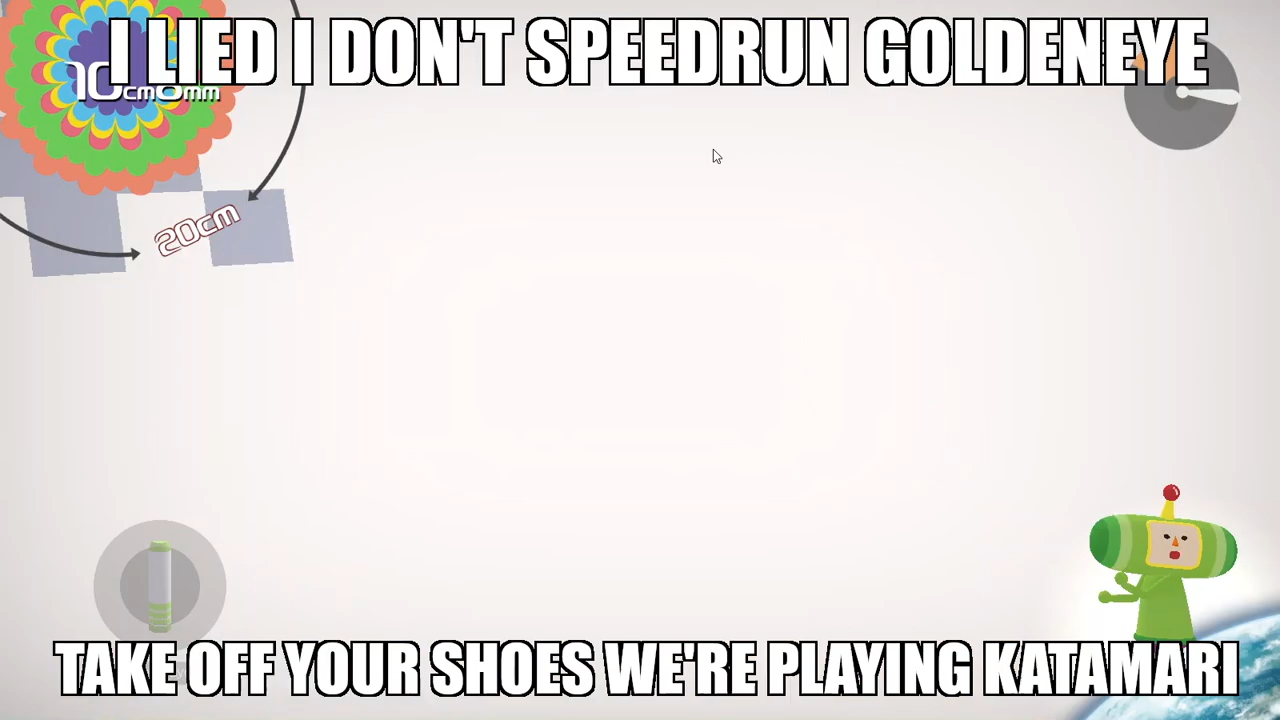 I LIED I DON'T SPEEDRUN GOLDENEYE
10cm0mm
20cm
TAKE OFF YOUR SHOES WE'RE PLAYING KATAMARI